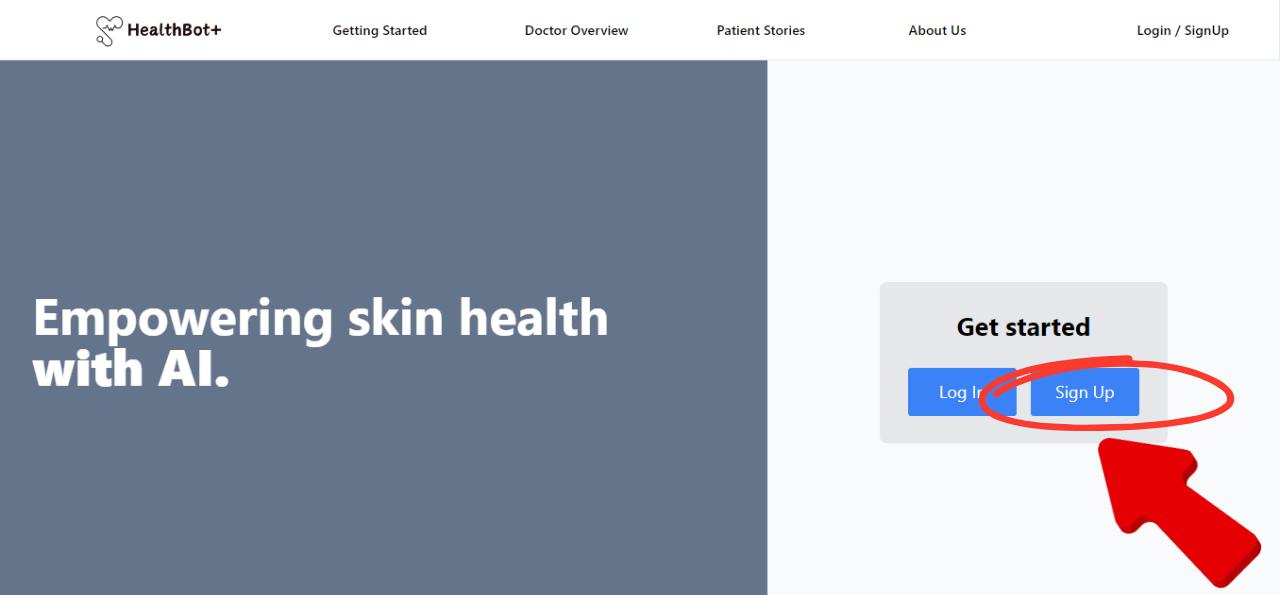 HealthBot+
Getting Started
Doctor Overview
Patient Stories
About Us
Login / SignUp
Empowering skin health
with AI.
Get started
Log In
Sign Up